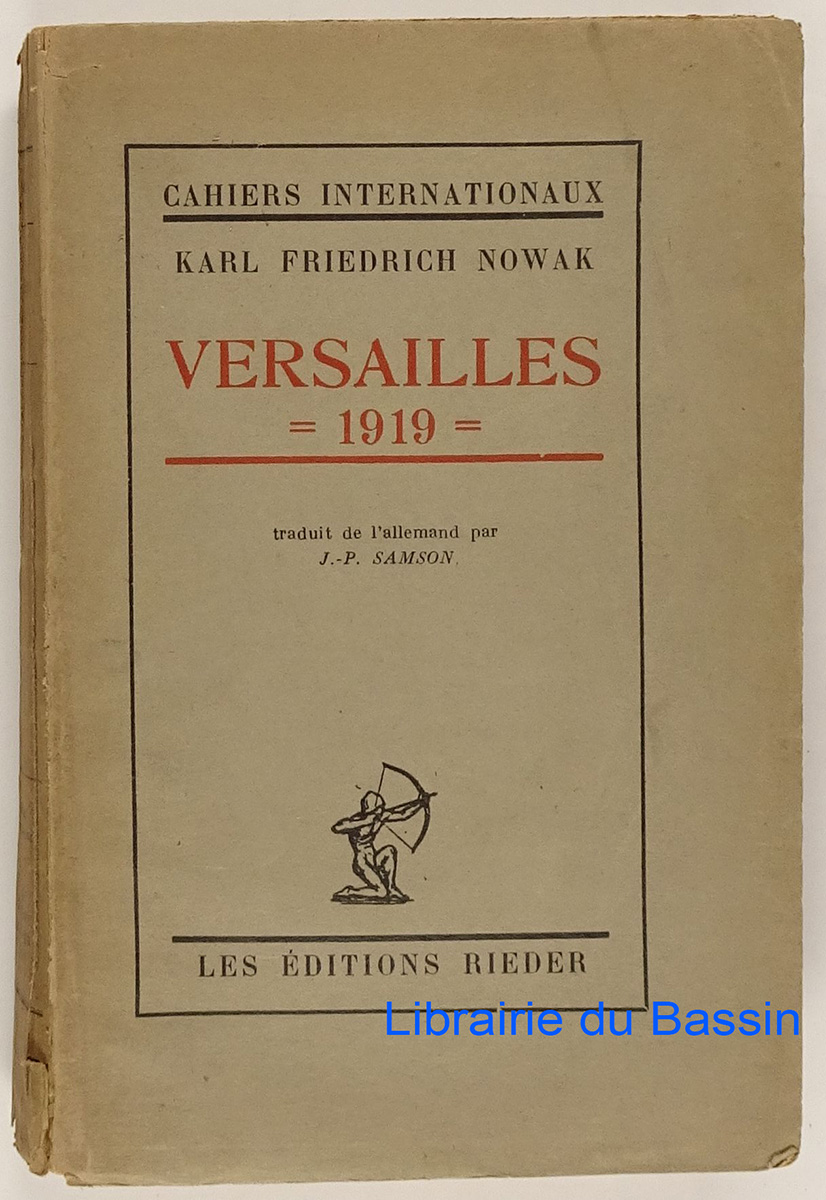 CAHIERS INTERNATIONAUX
KARL FRIEDRICH NOWAK
VERSAILLES
= 1919 =
traduit de l'allemand par
J.-P. SAMSON
LES ÉDITIONS RIEDER
Librairie du Bassin